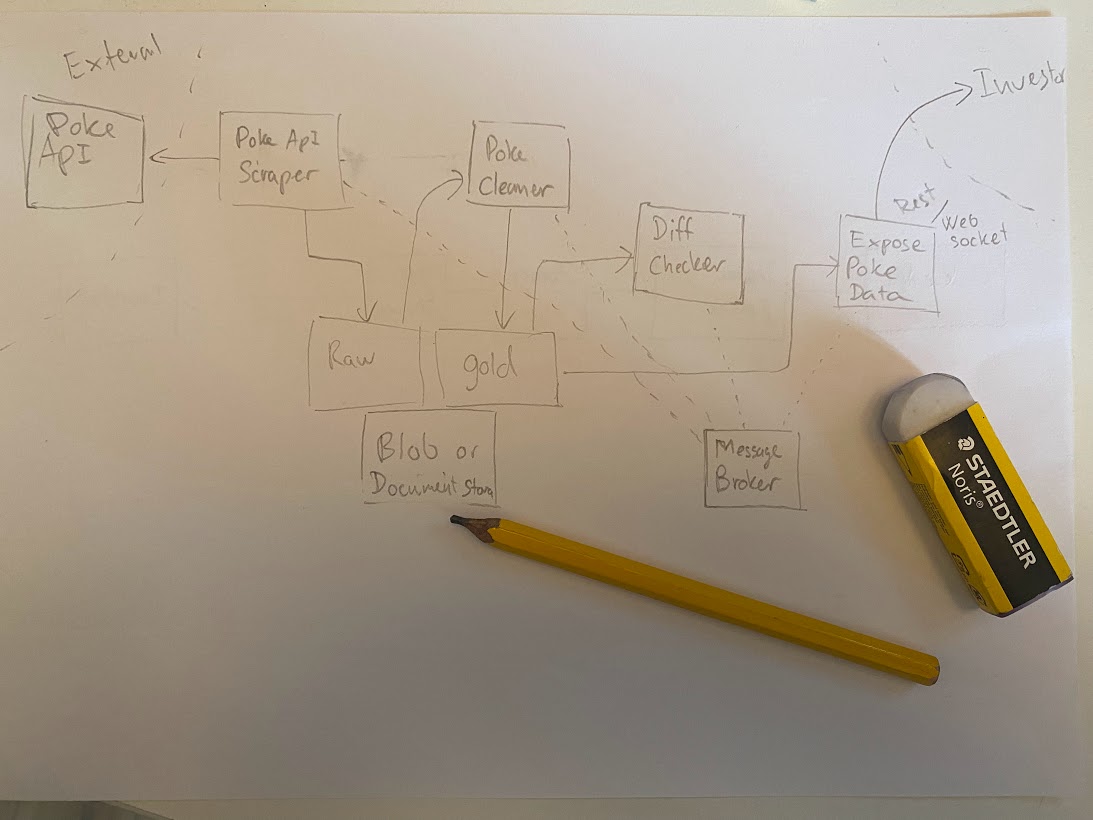 External
Poke
API
Poke ApI
Scraper
Poke
Cleaner
Diff
Checker
Investor
Rest
/ Web
socket
Expose
Poke
Data
Raw
gold
Blob or
Document Store
Message
Broker
STAEDTLER
Noris®